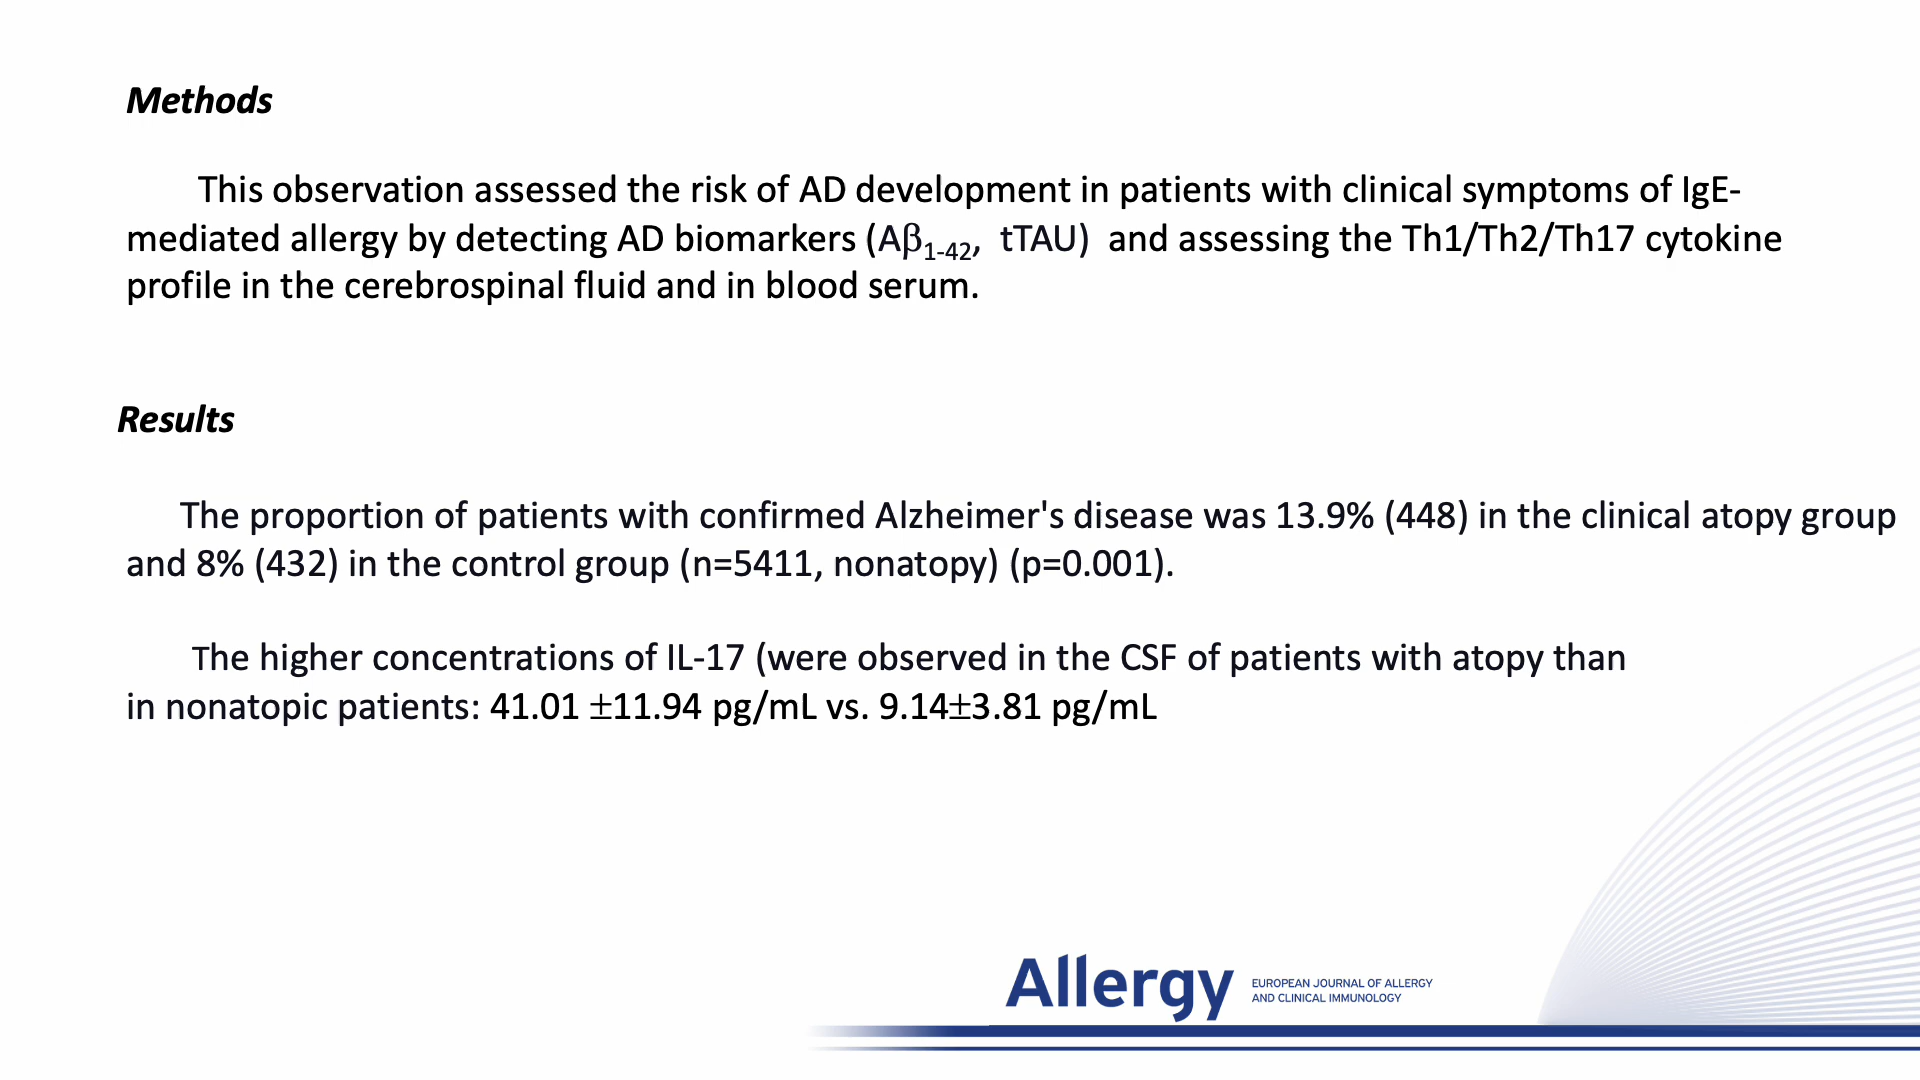 Methods
This observation assessed the risk of AD development in patients with clinical symptoms of IgE-
mediated allergy by detecting AD biomarkers (Aβ1-42, tTAU) and assessing the Th1/Th2/Th17 cytokine
profile in the cerebrospinal fluid and in blood serum.
Results
The proportion of patients with confirmed Alzheimer's disease was 13.9% (448) in the clinical atopy group
and 8% (432) in the control group (n=5411, nonatopy) (p=0.001).
The higher concentrations of IL-17 (were observed in the CSF of patients with atopy than
in nonatopic patients: 41.01 ±11.94 pg/mL vs. 9.14±3.81 pg/mL
Allergy
EUROPEAN JOURNAL OF ALLERGY
AND CLINICAL IMMUNOLOGY